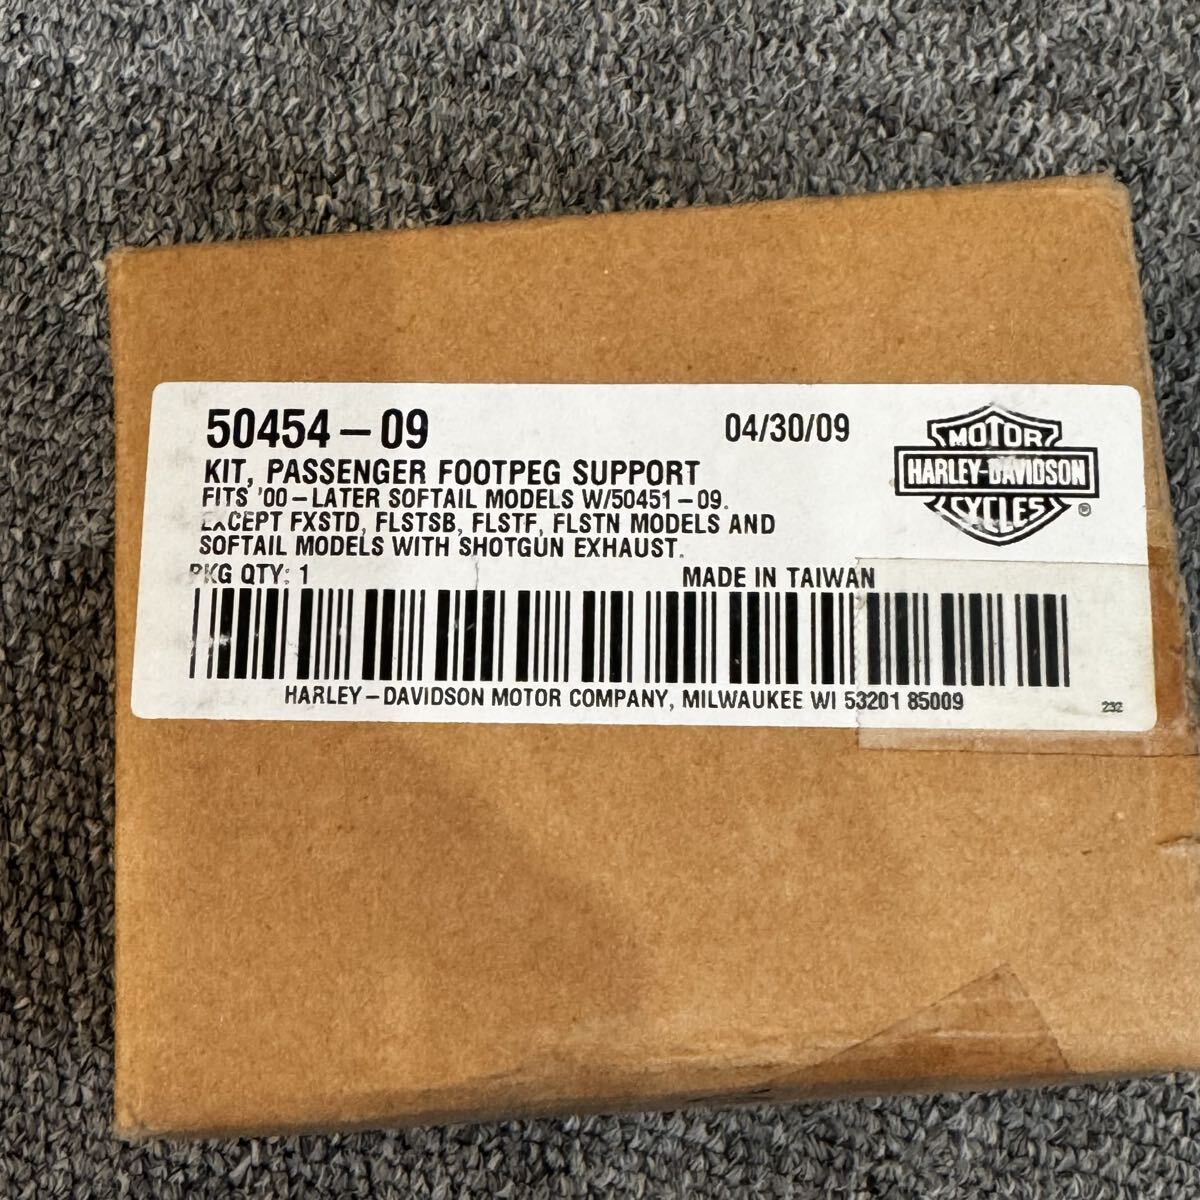 50454-09
04/30/09
KIT, PASSENGER FOOTPEG SUPPORT
FITS '00-LATER SOFTAIL MODELS W/50451-09.
EXCEPT FXSTD, FLSTSB, FLSTF, FLSTN MODELS AND
SOFTAIL MODELS WITH SHOTGUN EXHAUST.
PKG QTY: 1
MADE IN TAIWAN
MOTOR
HARLEY-DAVIDSON
CYCLES
®
HARLEY-DAVIDSON MOTOR COMPANY, MILWAUKEE WI 53201 85009
232